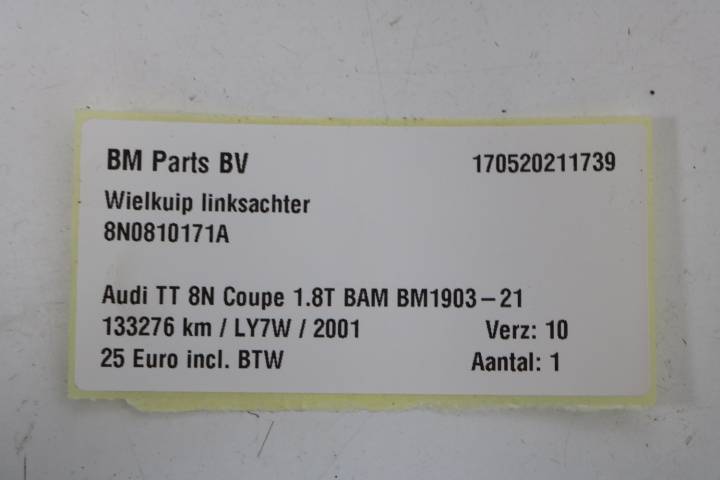 BM Parts BV 170520211739
Wielkuip linksachter
8N0810171A
Audi TT 8N Coupe 1.8T BAM BM1903-21
133276 km / LY7W / 2001 Verz: 10
25 Euro incl. BTW Aantal: 1